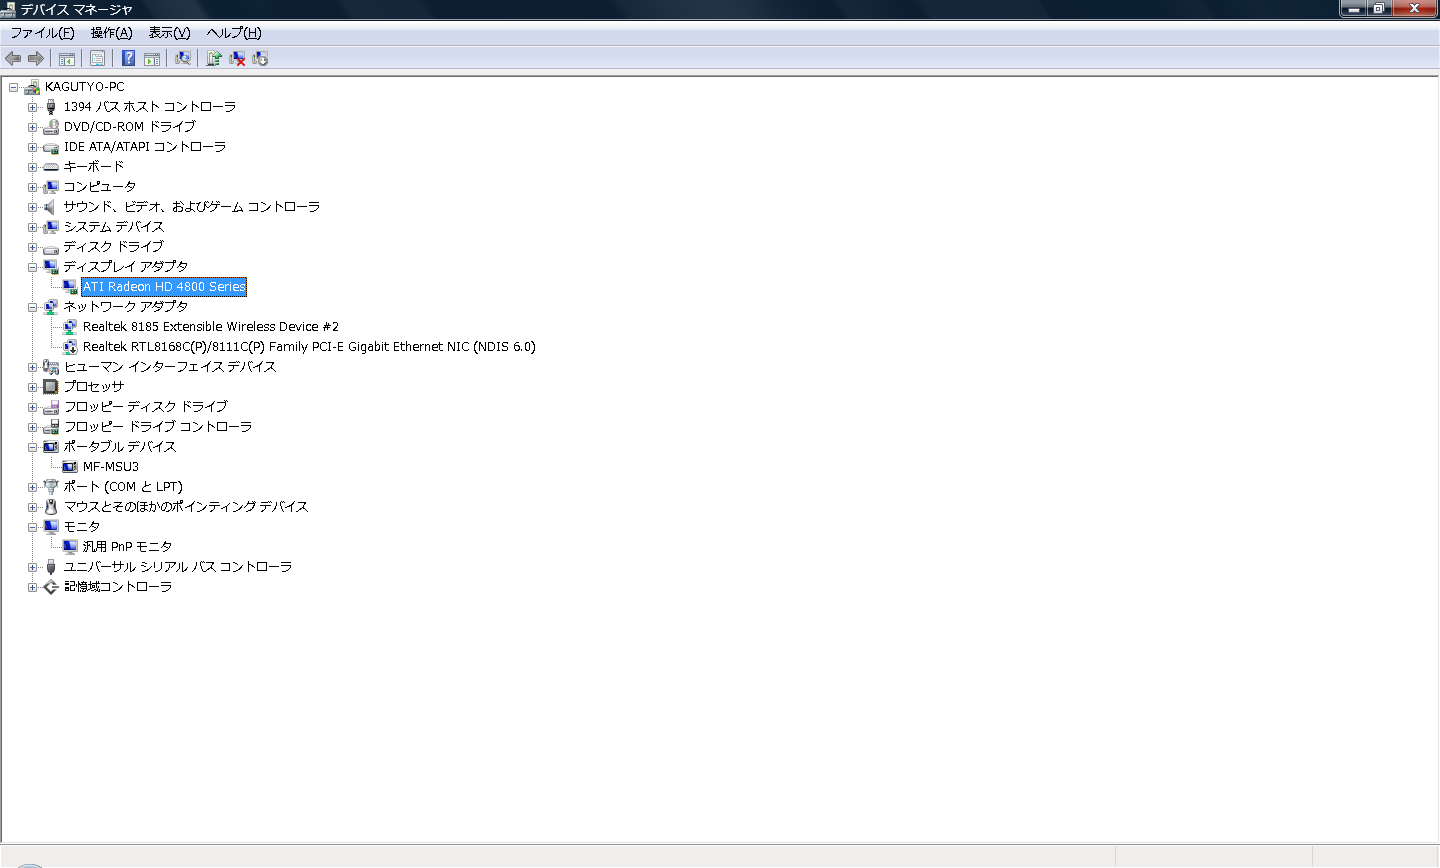 デバイス マネージャ
ファイル(F) 操作(A) 表示(V) ヘルプ(H)
KAGUTYO-PC
1394 バス ホスト コントローラ
DVD/CD-ROM ドライブ
IDE ATA/ATAPI コントローラ
キーボード
コンピュータ
サウンド、ビデオ、およびゲーム コントローラ
システム デバイス
ディスク ドライブ
ディスプレイ アダプタ
ATI Radeon HD 4800 Series
ネットワーク アダプタ
Realtek 8185 Extensible Wireless Device #2
Realtek RTL8168C(P)/8111C(P) Family PCI-E Gigabit Ethernet NIC (NDIS 6.0)
ヒューマン インターフェイス デバイス
プロセッサ
フロッピー ディスク ドライブ
フロッピー ドライブ コントローラ
ポータブル デバイス
MF-MSU3
ポート (COM と LPT)
マウスとそのほかのポインティング デバイス
モニタ
汎用 PnP モニタ
ユニバーサル シリアル バス コントローラ
記憶域コントローラ